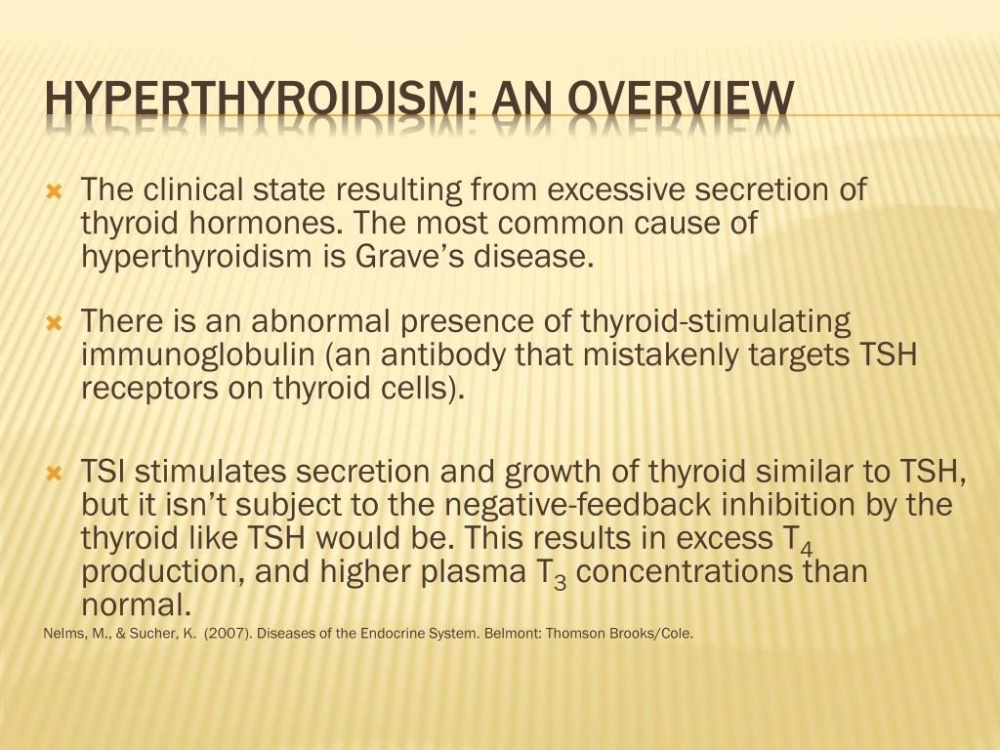 HYPERTHYROIDISM: AN OVERVIEW
The clinical state resulting from excessive secretion of
thyroid hormones. The most common cause of
hyperthyroidism is Grave’s disease.
There is an abnormal presence of thyroid-stimulating
immunoglobulin (an antibody that mistakenly targets TSH
receptors on thyroid cells).
TSI stimulates secretion and growth of thyroid similar to TSH,
but it isn’t subject to the negative-feedback inhibition by the
thyroid like TSH would be. This results in excess T₄
production, and higher plasma T₃ concentrations than
normal.
Nelms, M., & Sucher, K. (2007). Diseases of the Endocrine System. Belmont: Thomson Brooks/Cole.